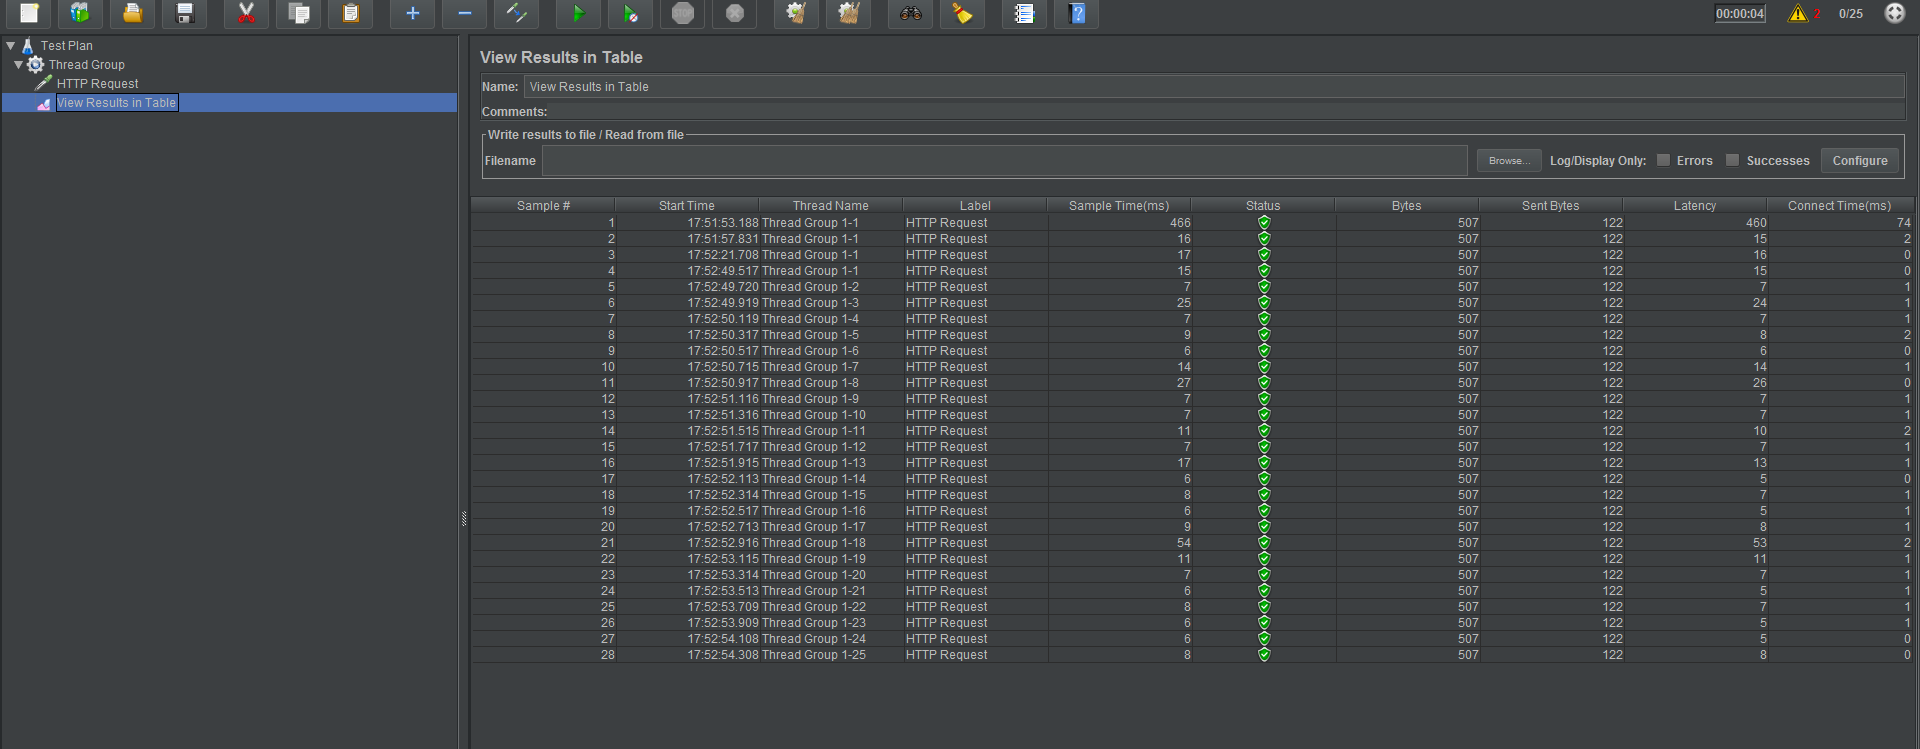 00:00:04 2 0/25
Test Plan
Thread Group
HTTP Request
View Results in Table
View Results in Table
Name: View Results in Table
Comments:
Write results to file / Read from file
Filename Browse... Log/Display Only: Errors Successes Configure
Sample # Start Time Thread Name Label Sample Time(ms) Status Bytes Sent Bytes Latency Connect Time(ms)
1 17:51:53.188 Thread Group 1-1 HTTP Request 466 507 122 460 74
2 17:51:57.831 Thread Group 1-1 HTTP Request 16 507 122 15 2
3 17:52:21.708 Thread Group 1-1 HTTP Request 17 507 122 16 0
4 17:52:49.517 Thread Group 1-1 HTTP Request 15 507 122 15 0
5 17:52:49.720 Thread Group 1-2 HTTP Request 7 507 122 7 1
6 17:52:49.919 Thread Group 1-3 HTTP Request 25 507 122 24 1
7 17:52:50.119 Thread Group 1-4 HTTP Request 7 507 122 7 1
8 17:52:50.317 Thread Group 1-5 HTTP Request 9 507 122 8 2
9 17:52:50.517 Thread Group 1-6 HTTP Request 6 507 122 6 0
10 17:52:50.715 Thread Group 1-7 HTTP Request 14 507 122 14 1
11 17:52:50.917 Thread Group 1-8 HTTP Request 27 507 122 26 0
12 17:52:51.116 Thread Group 1-9 HTTP Request 7 507 122 7 1
13 17:52:51.316 Thread Group 1-10 HTTP Request 7 507 122 7 1
14 17:52:51.515 Thread Group 1-11 HTTP Request 11 507 122 10 2
15 17:52:51.717 Thread Group 1-12 HTTP Request 7 507 122 7 1
16 17:52:51.915 Thread Group 1-13 HTTP Request 17 507 122 13 1
17 17:52:52.113 Thread Group 1-14 HTTP Request 6 507 122 5 0
18 17:52:52.314 Thread Group 1-15 HTTP Request 8 507 122 7 1
19 17:52:52.517 Thread Group 1-16 HTTP Request 6 507 122 5 1
20 17:52:52.713 Thread Group 1-17 HTTP Request 9 507 122 8 1
21 17:52:52.916 Thread Group 1-18 HTTP Request 54 507 122 53 2
22 17:52:53.115 Thread Group 1-19 HTTP Request 11 507 122 11 1
23 17:52:53.314 Thread Group 1-20 HTTP Request 7 507 122 7 1
24 17:52:53.513 Thread Group 1-21 HTTP Request 6 507 122 5 1
25 17:52:53.709 Thread Group 1-22 HTTP Request 8 507 122 7 1
26 17:52:53.909 Thread Group 1-23 HTTP Request 6 507 122 5 1
27 17:52:54.108 Thread Group 1-24 HTTP Request 6 507 122 5 0
28 17:52:54.308 Thread Group 1-25 HTTP Request 8 507 122 8 0